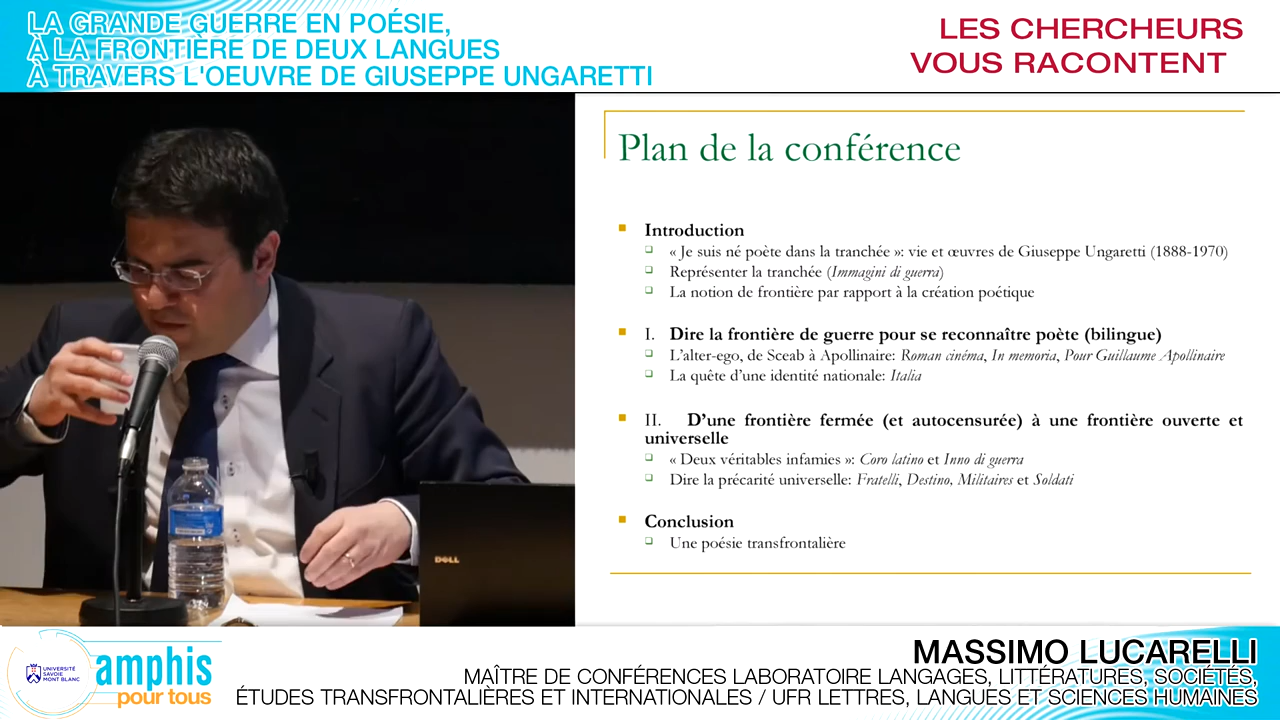 LA GRANDE GUERRE EN POÉSIE,
À LA FRONTIÈRE DE DEUX LANGUES
À TRAVERS L'OEUVRE DE GIUSEPPE UNGARETTI
LES CHERCHEURS
VOUS RACONTENT
Plan de la conférence
Introduction
« Je suis né poète dans la tranchée »: vie et œuvres de Giuseppe Ungaretti (1888-1970)
Représenter la tranchée (Immagini di guerra)
La notion de frontière par rapport à la création poétique
I. Dire la frontière de guerre pour se reconnaître poète (bilingue)
L'alter-ego, de Sceab à Apollinaire: Roman cinéma, In memoria, Pour Guillaume Apollinaire
La quête d'une identité nationale: Italia
II. D'une frontière fermée (et autocensurée) à une frontière ouverte et
universelle
« Deux véritables infamies »: Coro latino et Inno di guerra
Dire la précarité universelle: Fratelli, Destino, Militaires et Soldati
Conclusion
Une poésie transfrontalière
DELL
UNIVERSITÉ
SAVOIE
MONT BLANC
amphis
pour tous
MASSIMO LUCARELLI
MAÎTRE DE CONFÉRENCES LABORATOIRE LANGAGES, LITTÉRATURES, SOCIÉTÉS,
ÉTUDES TRANSFRONTALIÈRES ET INTERNATIONALES / UFR LETTRES, LANGUES ET SCIENCES HUMAINES